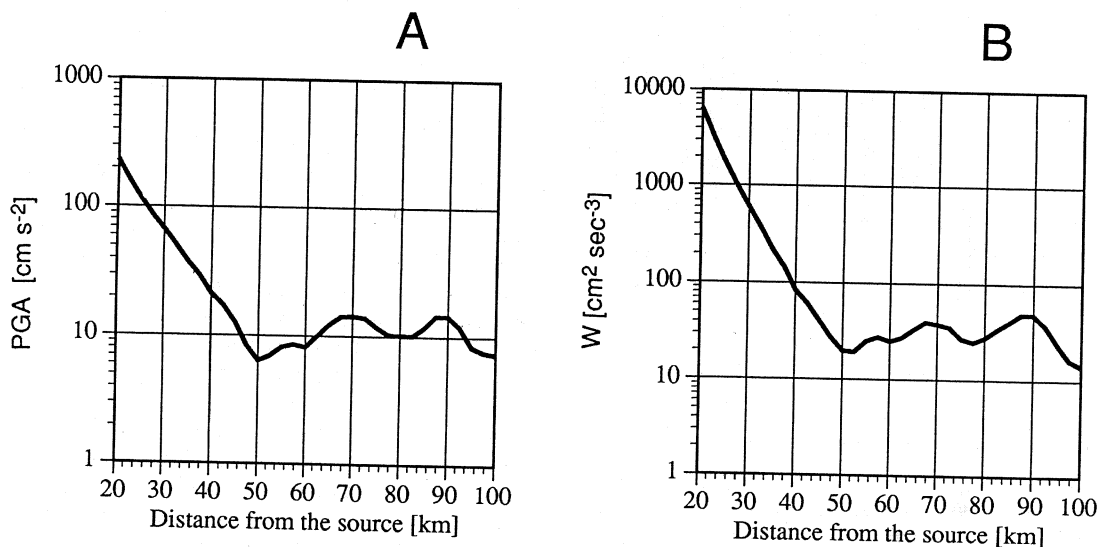 A
1000
100
10
1
PGA [cm s-2]
20 30 40 50 60 70 80 90 100
Distance from the source [km]
B
10000
1000
100
10
1
W [cm2 sec-3]
20 30 40 50 60 70 80 90 100
Distance from the source [km]